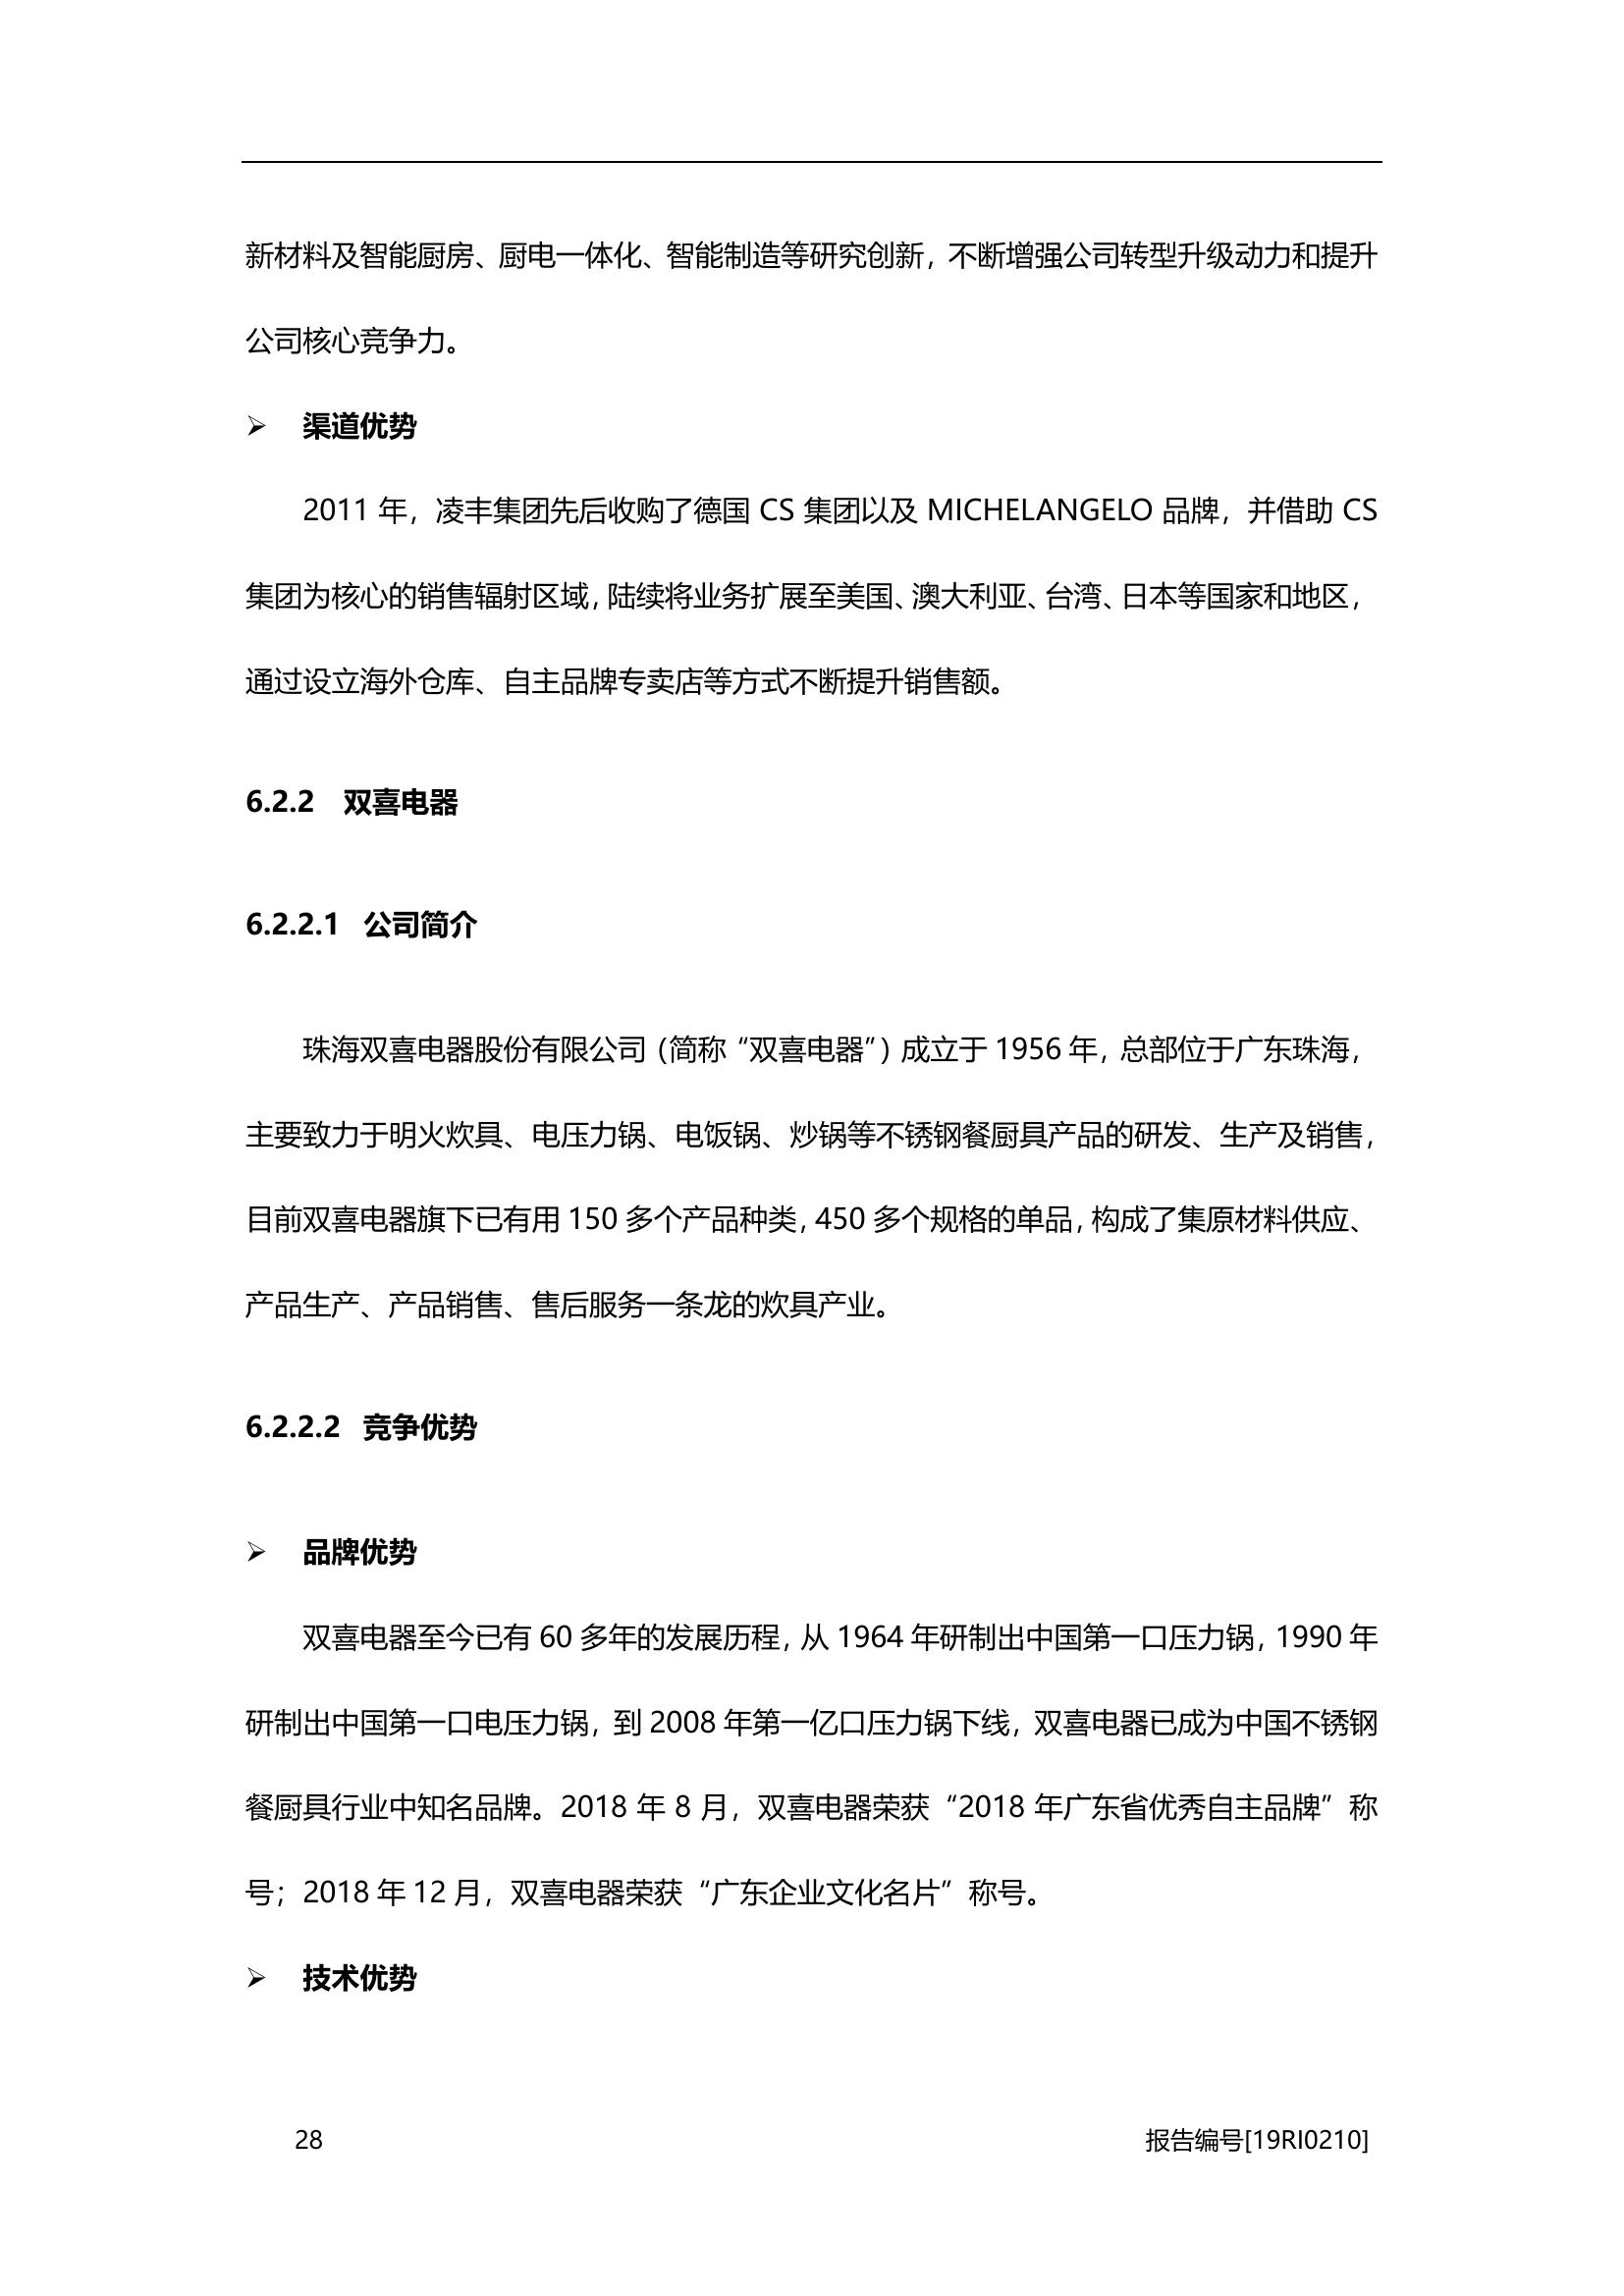 新材料及智能厨房、厨电一体化、智能制造等研究创新，不断增强公司转型升级动力和提升
公司核心竞争力。
➢ 渠道优势
2011 年，凌丰集团先后收购了德国 CS 集团以及 MICHELANGELO 品牌，并借助 CS
集团为核心的销售辐射区域，陆续将业务扩展至美国、澳大利亚、台湾、日本等国家和地区，
通过设立海外仓库、自主品牌专卖店等方式不断提升销售额。
6.2.2 双喜电器
6.2.2.1 公司简介
珠海双喜电器股份有限公司（简称“双喜电器”）成立于 1956 年，总部位于广东珠海，
主要致力于明火炊具、电压力锅、电饭锅、炒锅等不锈钢餐厨具产品的研发、生产及销售，
目前双喜电器旗下已有用 150 多个产品种类，450 多个规格的单品，构成了集原材料供应、
产品生产、产品销售、售后服务一条龙的炊具产业。
6.2.2.2 竞争优势
➢ 品牌优势
双喜电器至今已有 60 多年的发展历程，从 1964 年研制出中国第一口压力锅，1990 年
研制出中国第一口电压力锅，到 2008 年第一亿口压力锅下线，双喜电器已成为中国不锈钢
餐厨具行业中知名品牌。2018 年 8 月，双喜电器荣获“2018 年广东省优秀自主品牌”称
号；2018 年 12 月，双喜电器荣获“广东企业文化名片”称号。
➢ 技术优势
28 报告编号[19RI0210]